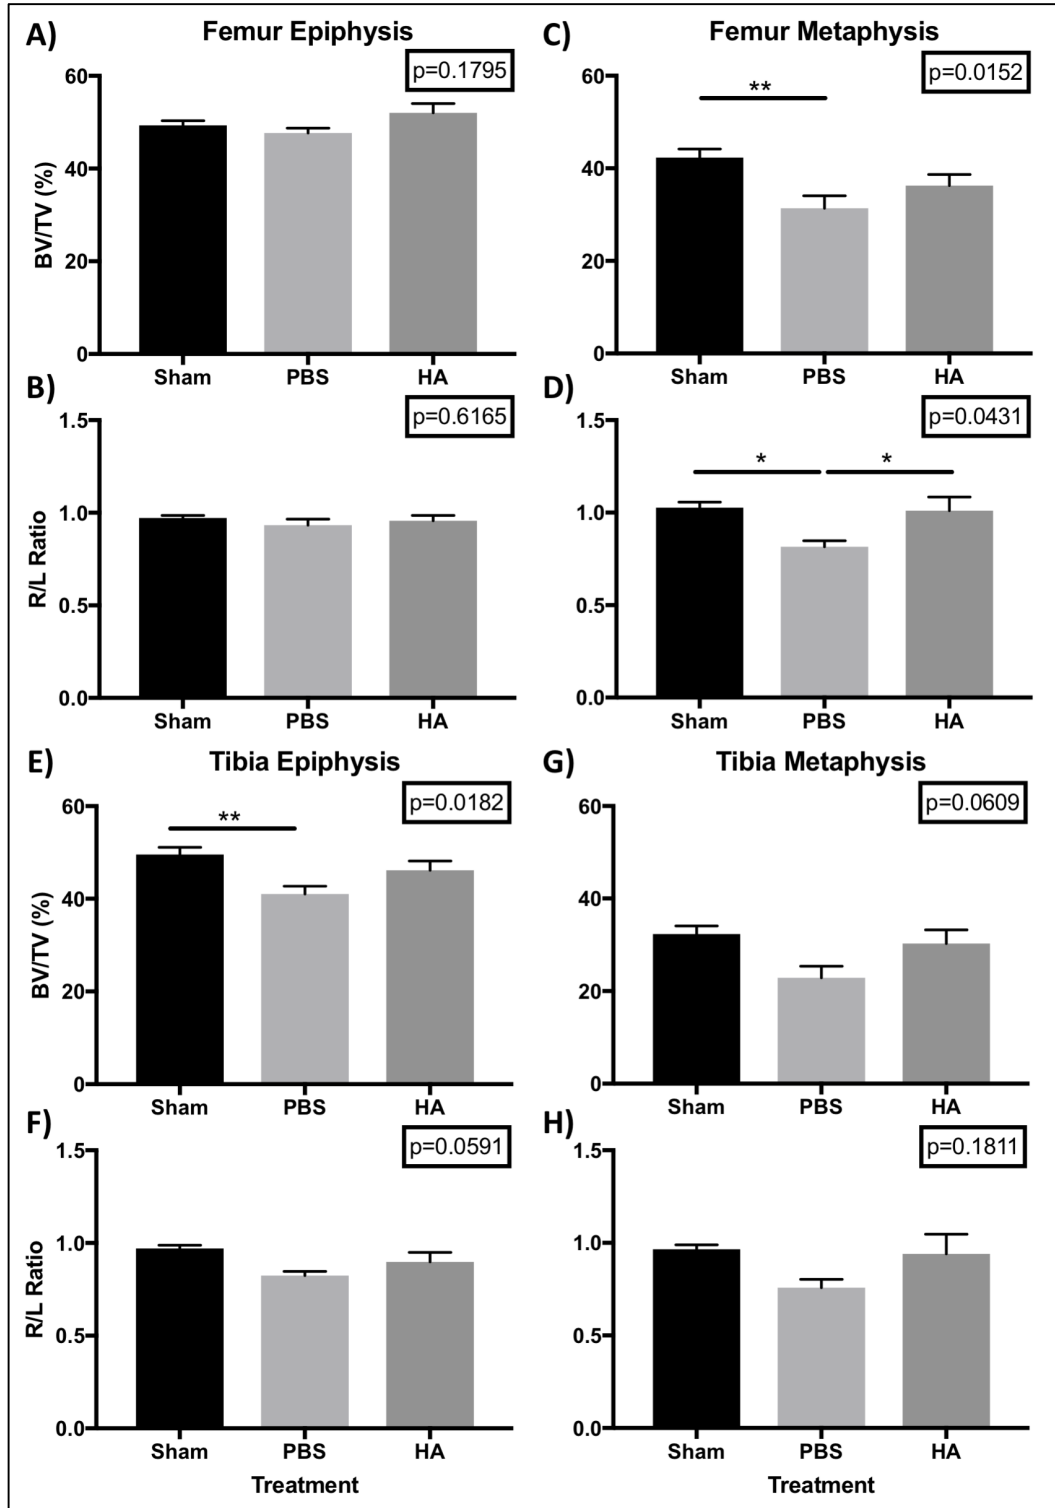 A)
Femur Epiphysis
p=0.1795
60
40
20
0
BV/TV (%)
Sham PBS HA
C)
Femur Metaphysis
p=0.0152
**
60
40
20
0
Sham PBS HA
B)
p=0.6165
1.5
1.0
0.5
0.0
R/L Ratio
Sham PBS HA
D)
p=0.0431
* *
1.5
1.0
0.5
0.0
Sham PBS HA
E)
Tibia Epiphysis
p=0.0182
**
60
40
20
0
BV/TV (%)
Sham PBS HA
G)
Tibia Metaphysis
p=0.0609
60
40
20
0
Sham PBS HA
F)
p=0.0591
1.5
1.0
0.5
0.0
R/L Ratio
Sham PBS HA
Treatment
H)
p=0.1811
1.5
1.0
0.5
0.0
Sham PBS HA
Treatment